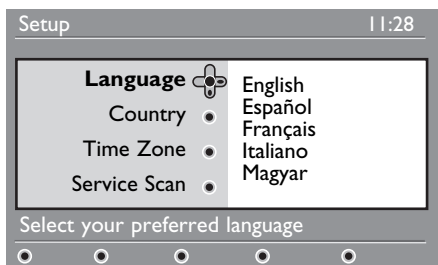 Setup 11:28
Language
Country
Time Zone
Service Scan
English
Español
Français
Italiano
Magyar
Select your preferred language